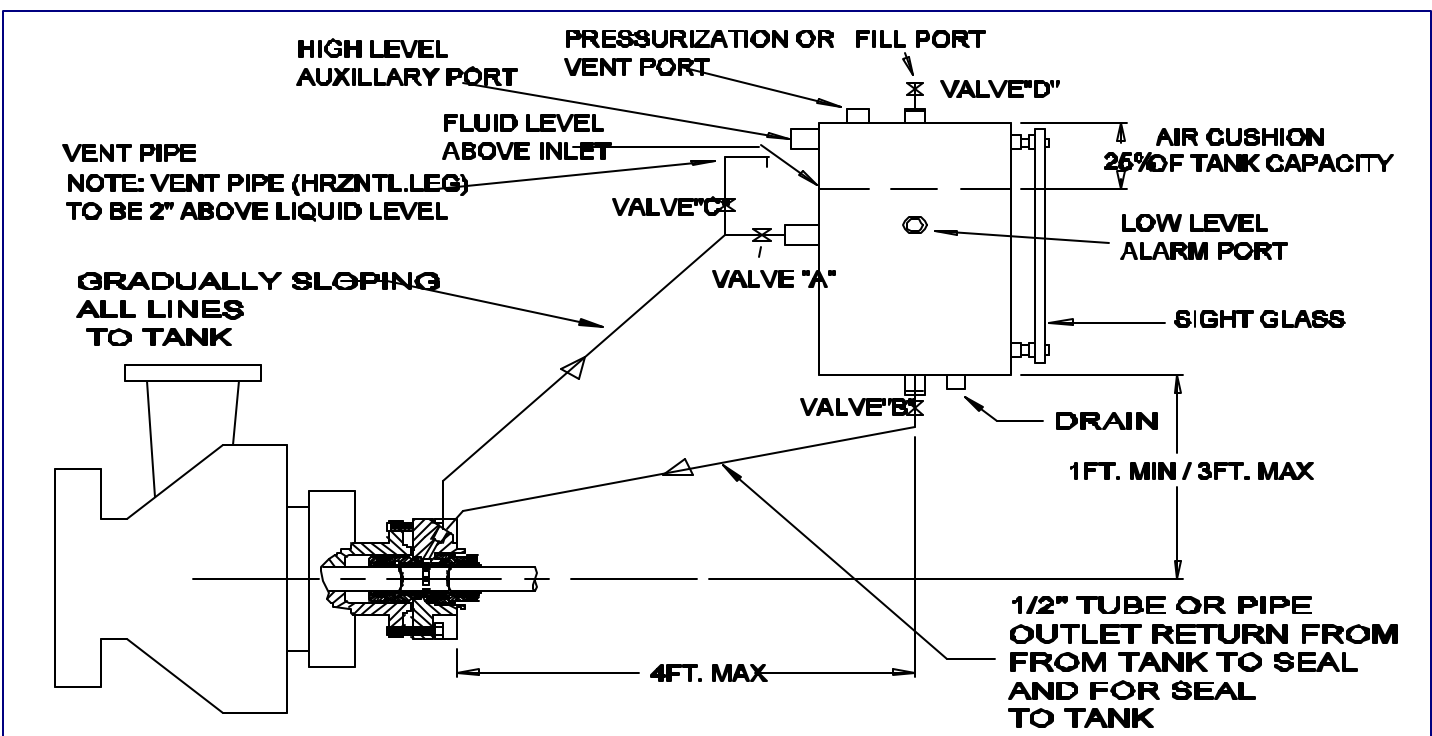 HIGH LEVEL
AUXILLARY PORT
PRESSURIZATION OR
VENT PORT
FILL PORT
VALVE"D"
FLUID LEVEL
ABOVE INLET
AIR CUSHION
25%OF TANK CAPACITY
VENT PIPE
NOTE: VENT PIPE (HRZNTL.LEG)
TO BE 2" ABOVE LIQUID LEVEL
VALVE"C"
LOW LEVEL
ALARM PORT
VALVE "A"
GRADUALLY SLOPING
ALL LINES
TO TANK
SIGHT GLASS
VALVE"B"
DRAIN
1FT. MIN / 3FT. MAX
1/2" TUBE OR PIPE
OUTLET RETURN FROM
FROM TANK TO SEAL
AND FOR SEAL
TO TANK
4FT. MAX